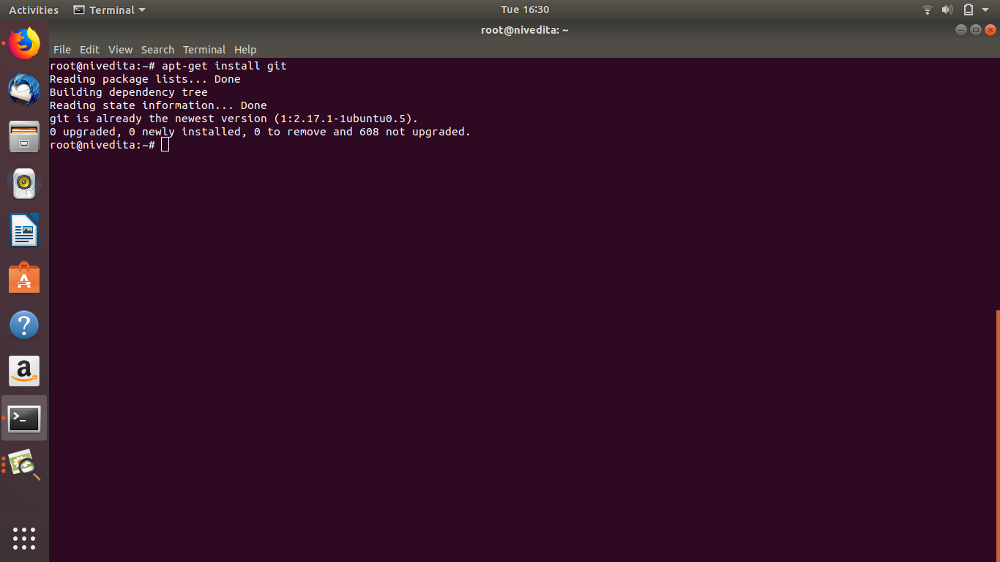 Activities Terminal Tue 16:30
root@nivedita: ~
File Edit View Search Terminal Help
root@nivedita:~# apt-get install git
Reading package lists... Done
Building dependency tree
Reading state information... Done
git is already the newest version (1:2.17.1-1ubuntu0.5).
0 upgraded, 0 newly installed, 0 to remove and 608 not upgraded.
root@nivedita:~#